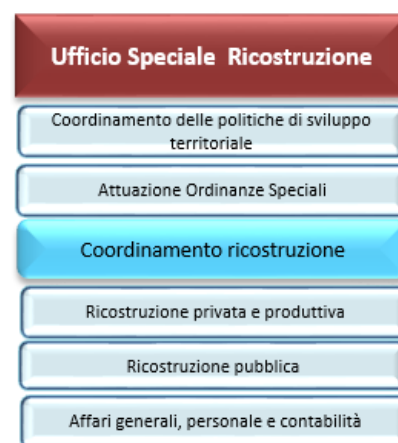 Ufficio Speciale Ricostruzione
Coordinamento delle politiche di sviluppo
territoriale
Attuazione Ordinanze Speciali
Coordinamento ricostruzione
Ricostruzione privata e produttiva
Ricostruzione pubblica
Affari generali, personale e contabilità